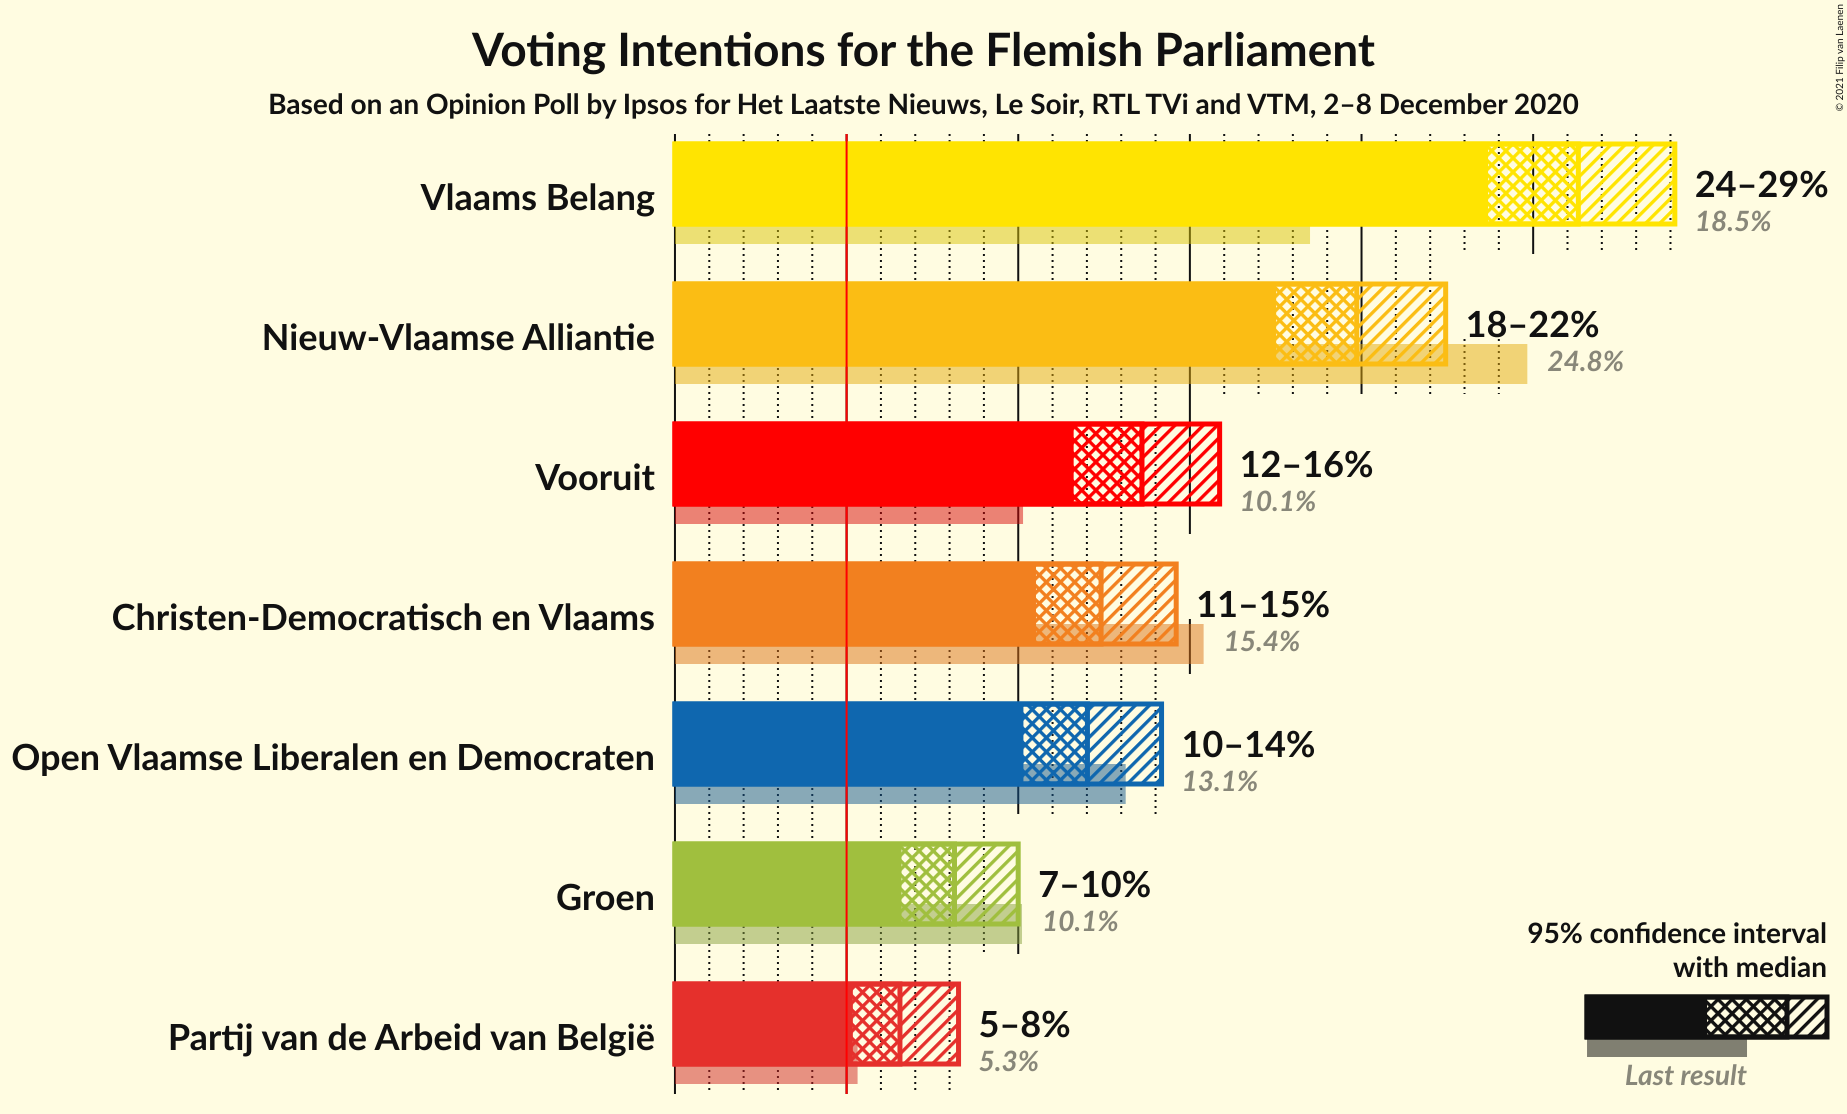 Voting Intentions for the Flemish Parliament
Based on an Opinion Poll by Ipsos for Het Laatste Nieuws, Le Soir, RTL TVi and VTM, 2–8 December 2020
© 2021 Filip van Laenen
Vlaams Belang
24–29%
18.5%
Nieuw-Vlaamse Alliantie
18–22%
24.8%
Vooruit
12–16%
10.1%
Christen-Democratisch en Vlaams
11–15%
15.4%
Open Vlaamse Liberalen en Democraten
10–14%
13.1%
Groen
7–10%
10.1%
Partij van de Arbeid van België
5–8%
5.3%
95% confidence interval
with median
Last result